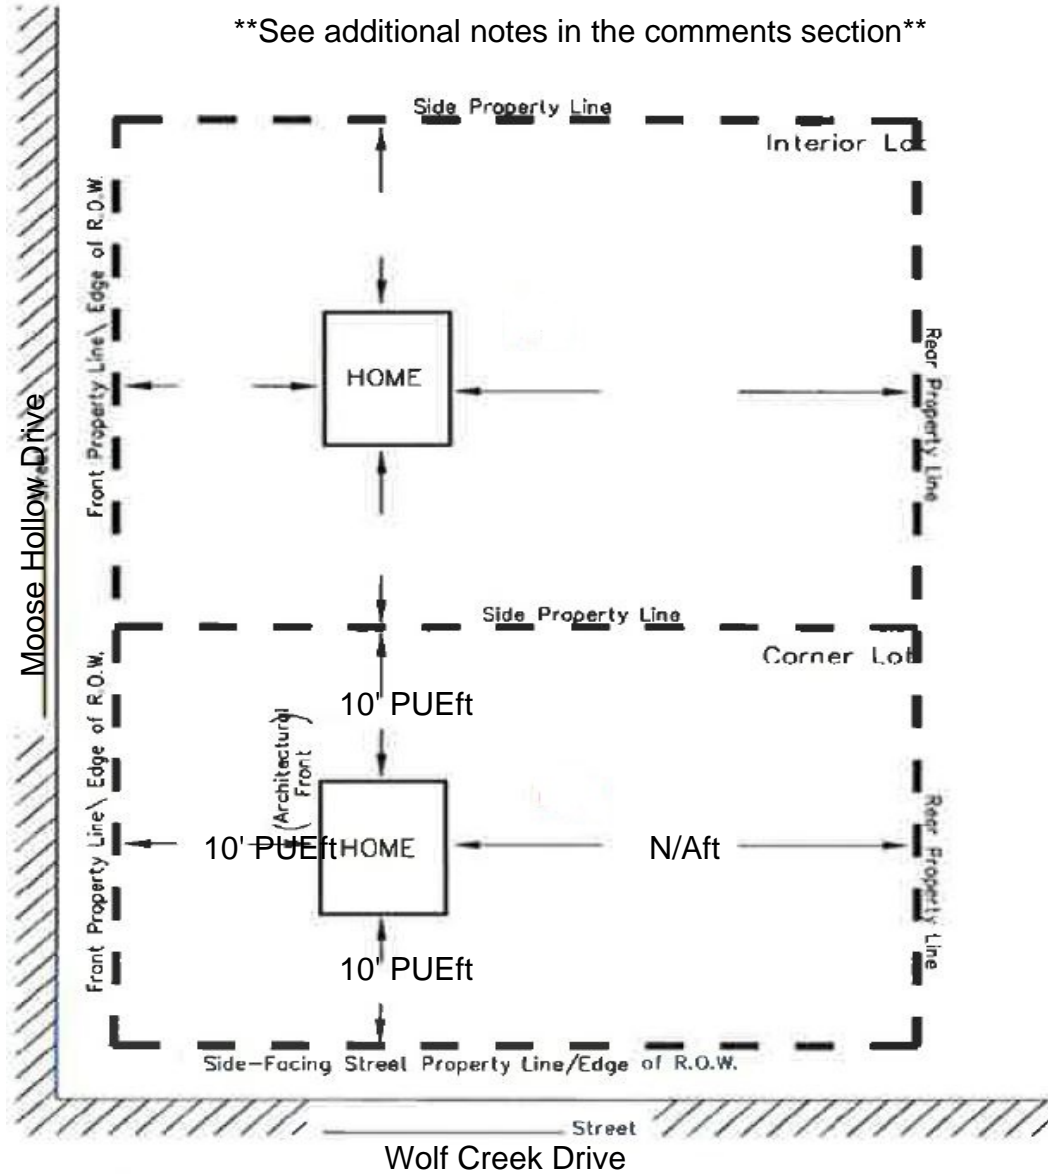 **See additional notes in the comments section**
Side Property Line
Interior Lot
Front Property Line\ Edge of R.O.W.
HOME
Rear Property Line
Moose Hollow Drive
Street
Side Property Line
Corner Lot
10' PUEft
Front Property Line\ Edge of R.O.W.
(Architectural
Front)
10' PUEft
HOME
N/Aft
Rear Property Line
10' PUEft
Side-Facing Street Property Line/Edge of R.O.W.
Street
Wolf Creek Drive